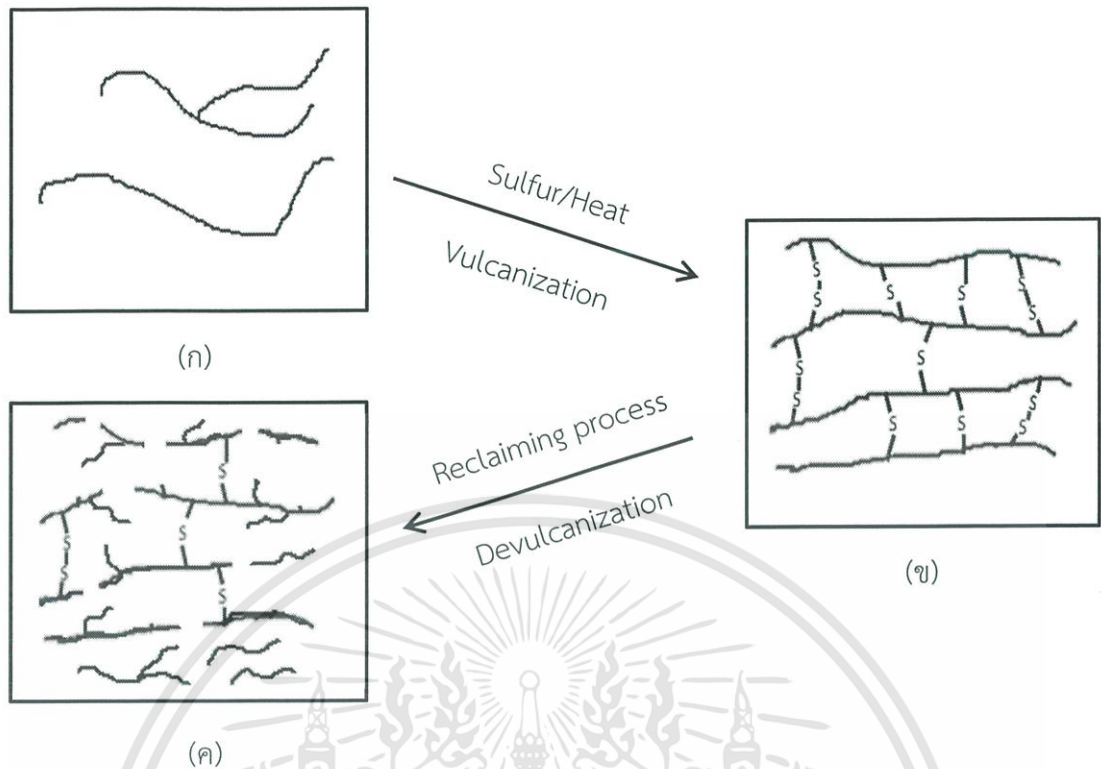 Sulfur/Heat
Vulcanization
(ก)
S S S S
S S
S S
S
S S S S
(ข)
Reclaiming process
Devulcanization
S
S S
S
S
(ค)